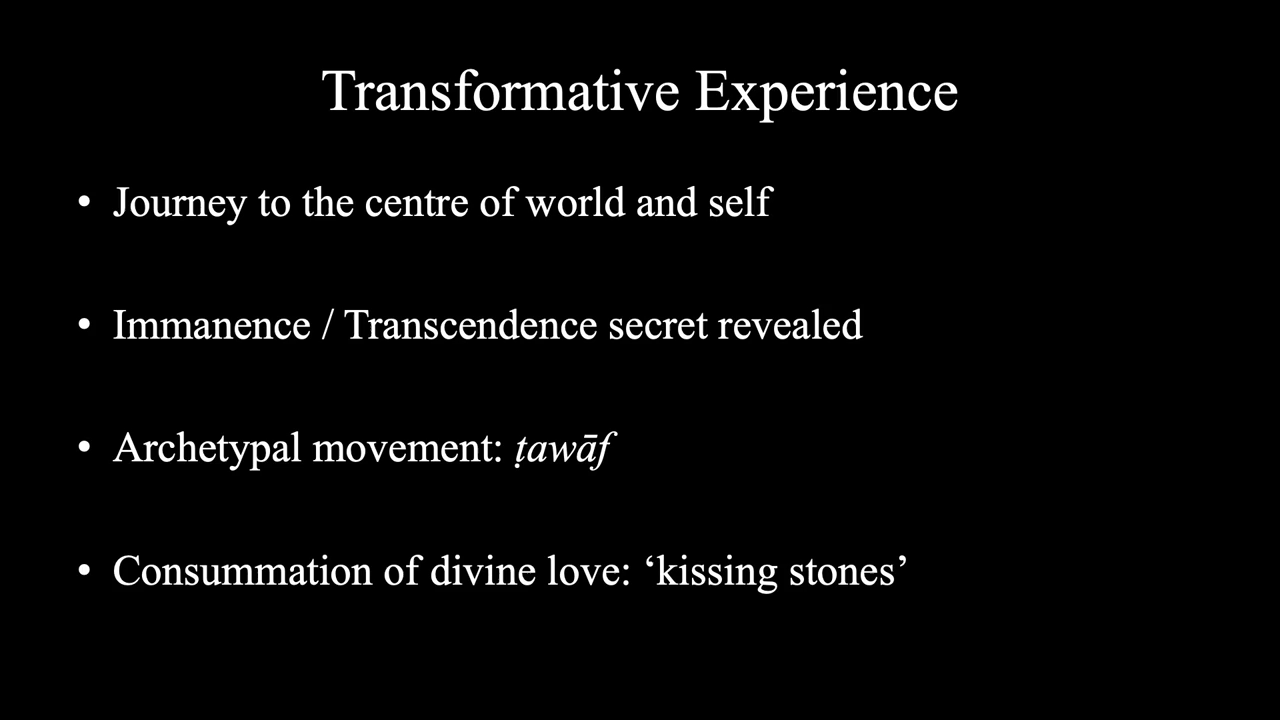 Transformative Experience
• Journey to the centre of world and self
• Immanence / Transcendence secret revealed
• Archetypal movement: ṭawāf
• Consummation of divine love: ‘kissing stones’